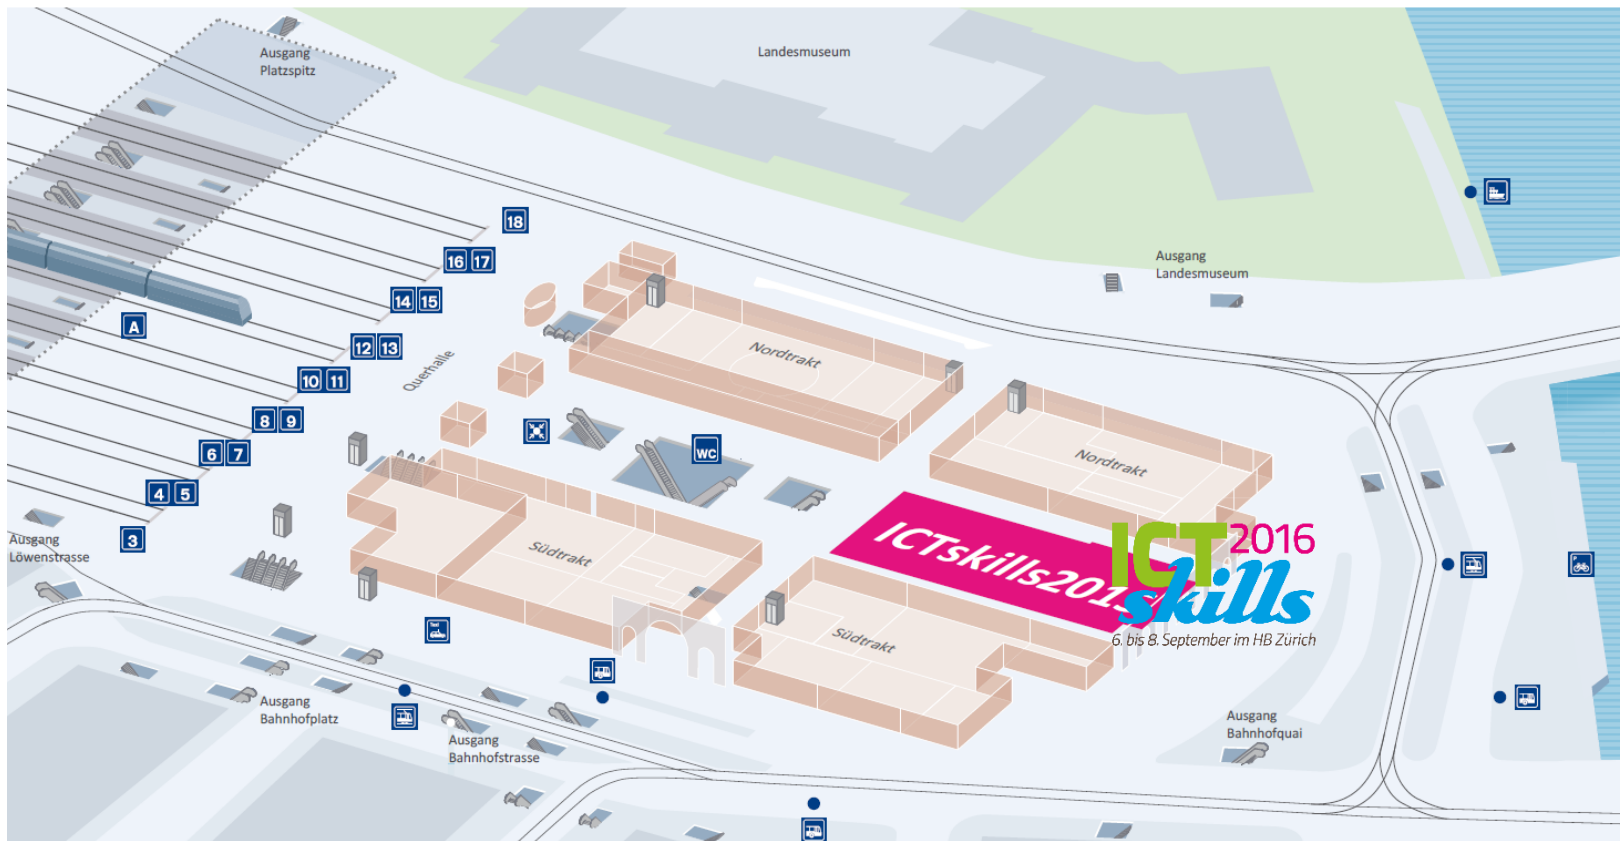 Ausgang
Platzspitz
Landesmuseum
18
16 17
Ausgang
Landesmuseum
14 15
A
12 13
Querhalle
Nordtrakt
10 11
8 9
6 7
WC
Nordtrakt
4 5
3
Ausgang
Löwenstrasse
Südtrakt
ICTskills201
ICT 2016
skills
6. bis 8. September im HB Zürich
Taxi
Südtrakt
P
Ausgang
Bahnhofplatz
Ausgang
Bahnhofstrasse
Ausgang
Bahnhofquai